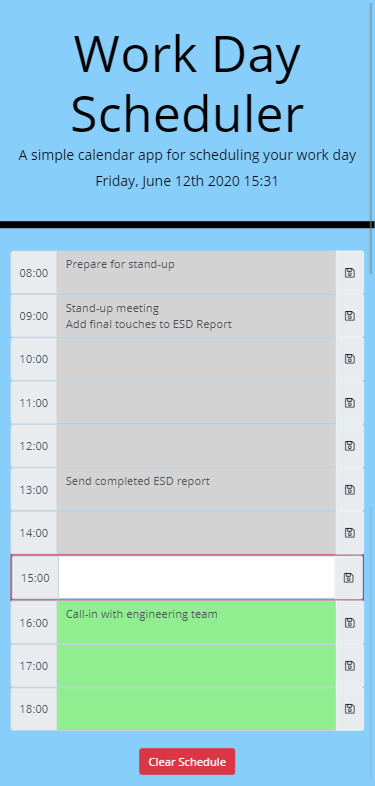 Work Day
Scheduler
A simple calendar app for scheduling your work day
Friday, June 12th 2020 15:31
08:00 Prepare for stand-up
09:00 Stand-up meeting
Add final touches to ESD Report
10:00
11:00
12:00
13:00 Send completed ESD report
14:00
15:00
16:00 Call-in with engineering team
17:00
18:00
Clear Schedule